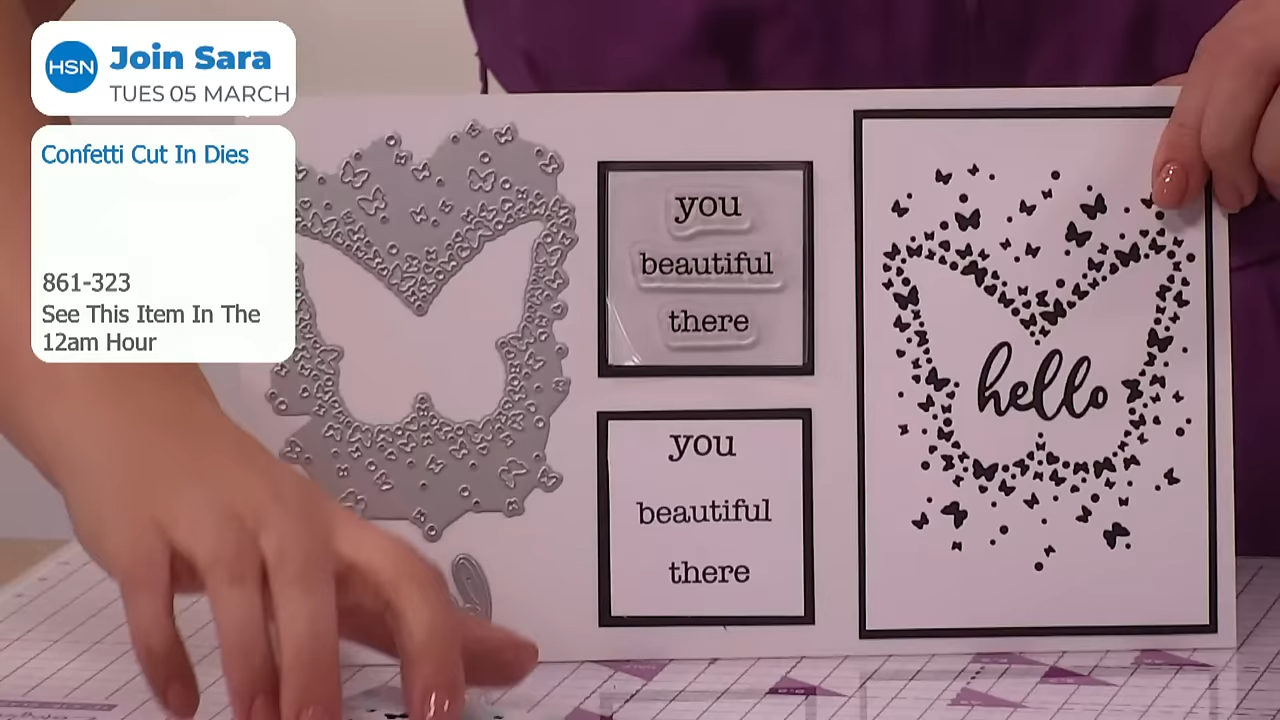 HSN
Join Sara
TUES 05 MARCH
Confetti Cut In Dies
861-323
See This Item In The
12am Hour
you
beautiful
there
you
beautiful
there
hello